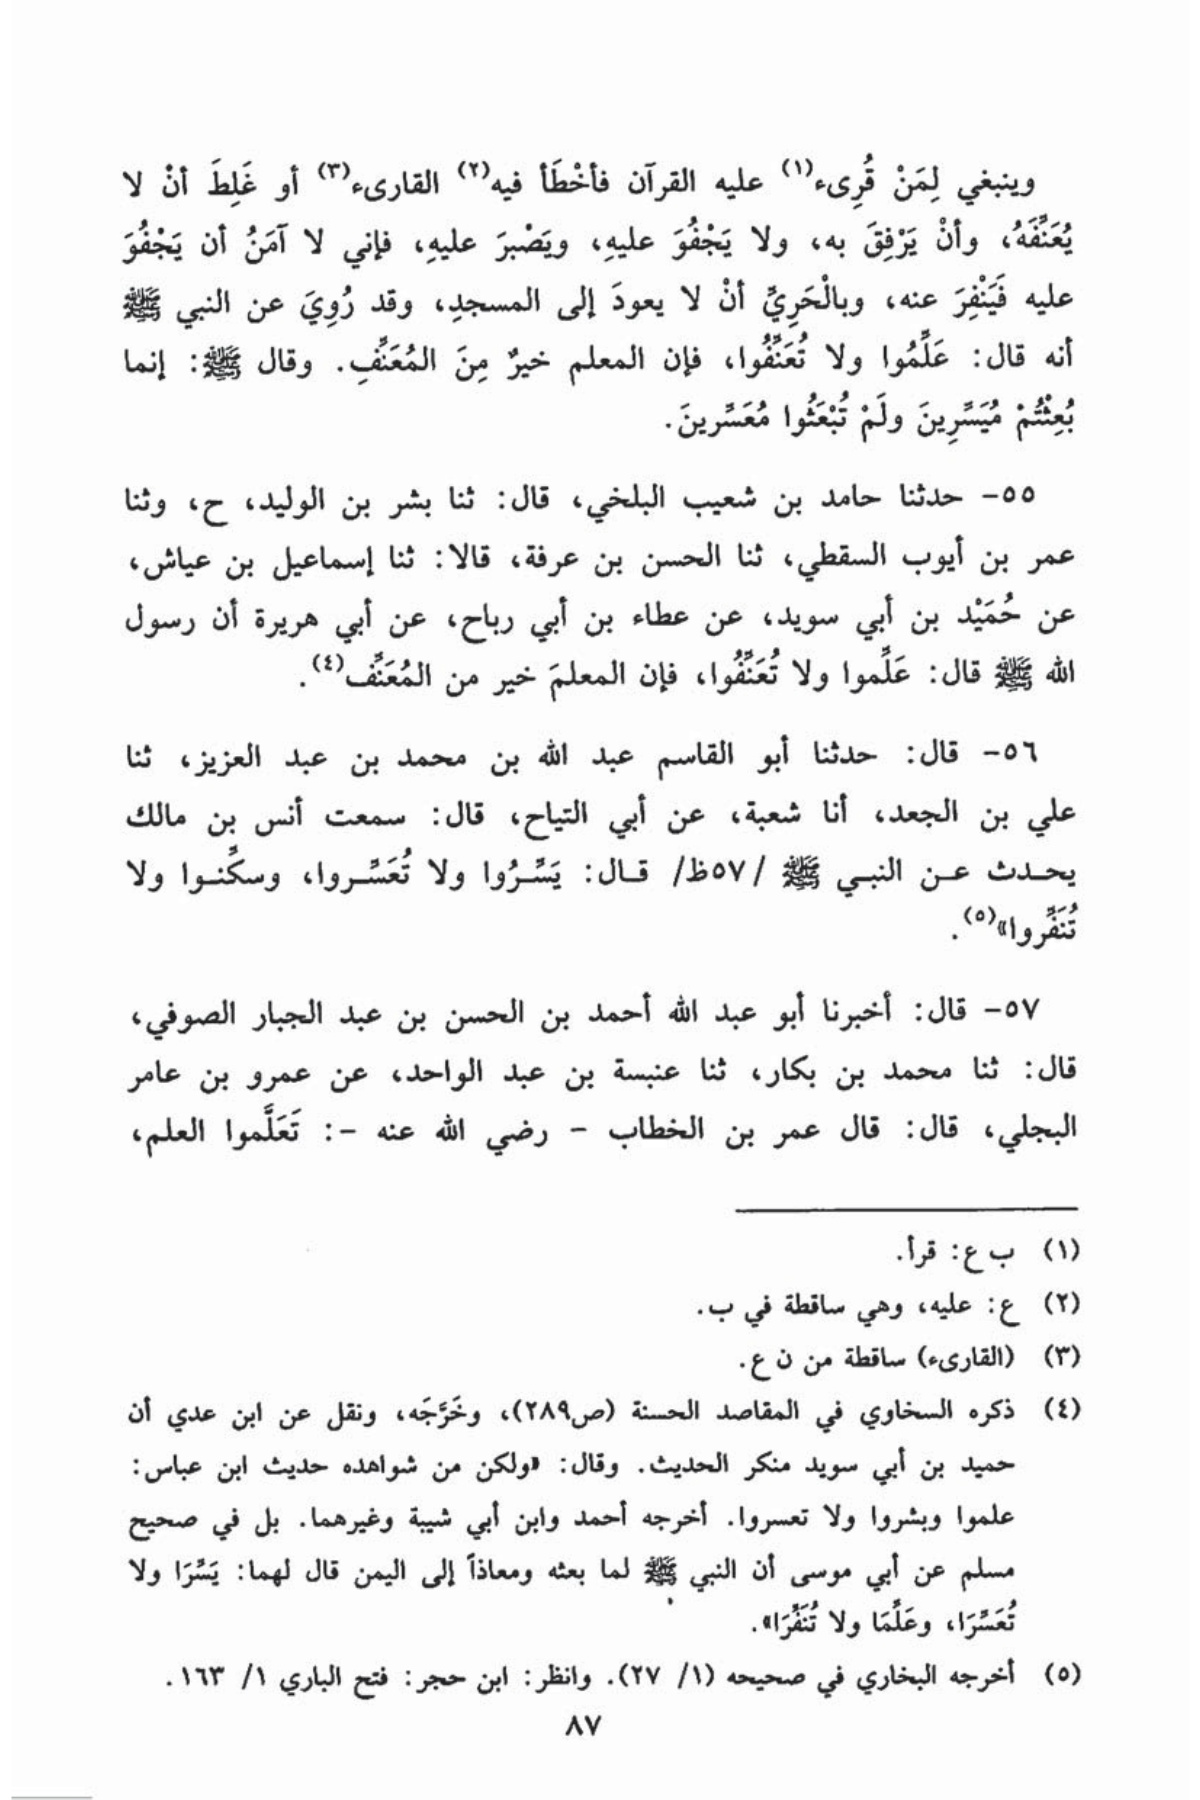 وينبغي لِمَنْ قُرِىء(١) عليه القرآن فأخْطَأ فيه(٢) القارىء(٣) أو غَلِطَ أنْ لا
يُعَنِّفَهُ، وأنْ يَرْفِقَ به، ولا يَجْفُوَ عليهِ، ويَصْبرَ عليهِ، فإني لا آمَنُ أن يَجْفُوَ
عليه فَيَنْفِرَ عنه، وبالْحَرِيِّ أنْ لا يعودَ إلى المسجدِ، وقد رُوِيَ عن النبي ﷺ
أنه قال: عَلِّمُوا ولا تُعَنِّفُوا، فإن المعلم خيرٌ مِنَ المُعَنِّفِ. وقال ﷺ: إنما
بُعِثْتُمْ مُيَسِّرِينَ ولَمْ تُبْعَثُوا مُعَسِّرينَ.
٥٥- حدثنا حامد بن شعيب البلخي، قال: ثنا بشر بن الوليد، ح، وثنا
عمر بن أيوب السقطي، ثنا الحسن بن عرفة، قالا: ثنا إسماعيل بن عياش،
عن حُمَيْد بن أبي سويد، عن عطاء بن أبي رباح، عن أبي هريرة أن رسول
الله ﷺ قال: عَلِّموا ولا تُعَنِّفُوا، فإن المعلمَ خير من المُعَنِّف(٤).
٥٦- قال: حدثنا أبو القاسم عبد الله بن محمد بن عبد العزيز، ثنا
علي بن الجعد، أنا شعبة، عن أبي التياح، قال: سمعت أنس بن مالك
يحدث عن النبي ﷺ /٥٧ظ/ قال: يَسِّرُوا ولا تُعَسِّروا، وسكِّنوا ولا
تُنَفِّروا»(٥).
٥٧- قال: أخبرنا أبو عبد الله أحمد بن الحسن بن عبد الجبار الصوفي،
قال: ثنا محمد بن بكار، ثنا عنبسة بن عبد الواحد، عن عمرو بن عامر
البجلي، قال: قال عمر بن الخطاب - رضي الله عنه -: تَعَلَّموا العلم،
(١) ب ع: قرأ.
(٢) ع: عليه، وهي ساقطة في ب.
(٣) (القارىء) ساقطة من ن ع.
(٤) ذكره السخاوي في المقاصد الحسنة (ص٢٨٩)، وخَرَّجَه، ونقل عن ابن عدي أن
حميد بن أبي سويد منكر الحديث. وقال: «ولكن من شواهده حديث ابن عباس:
علموا وبشروا ولا تعسروا. أخرجه أحمد وابن أبي شيبة وغيرهما. بل في صحيح
مسلم عن أبي موسى أن النبي ﷺ لما بعثه ومعاذاً إلى اليمن قال لهما: يَسِّرَا ولا
تُعَسِّرَا، وعَلِّمَا ولا تُنَفِّرَا».
(٥) أخرجه البخاري في صحيحه (١/ ٢٧). وانظر: ابن حجر: فتح الباري ١/ ١٦٣.
٨٧